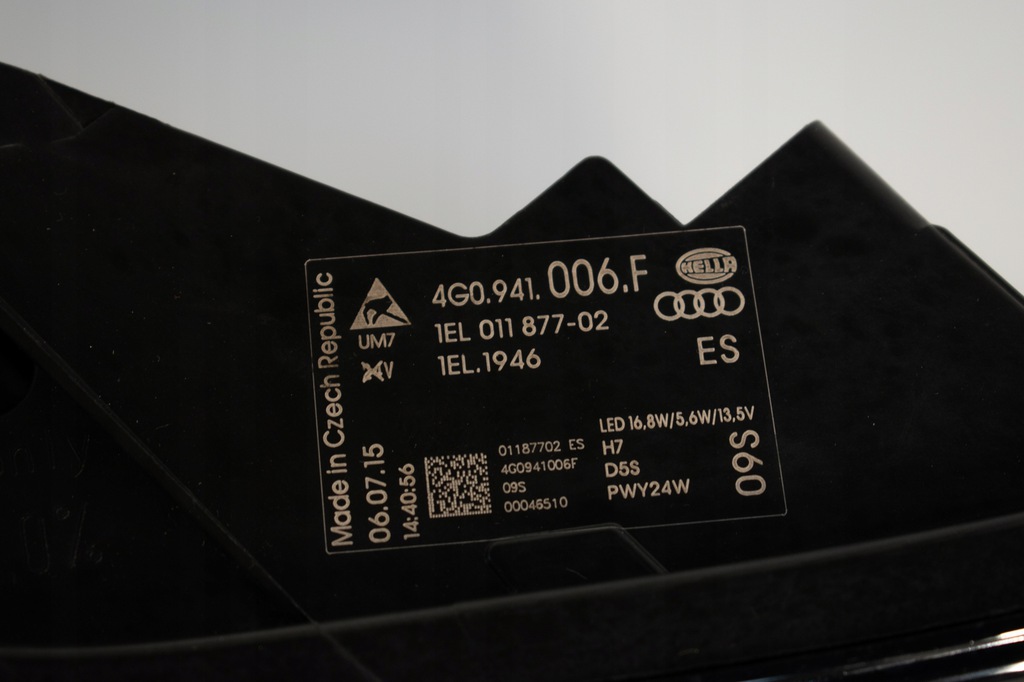 Made in Czech Republic
06.07.15
14:40:56
UM7
XV
4G0.941.006.F
1EL 011 877-02
1EL.1946
HELLA
ES
LED 16,8W/5,6W/13,5V
H7
D5S
PWY24W
09S
01187702 ES
4G0941006F
09S
00046510